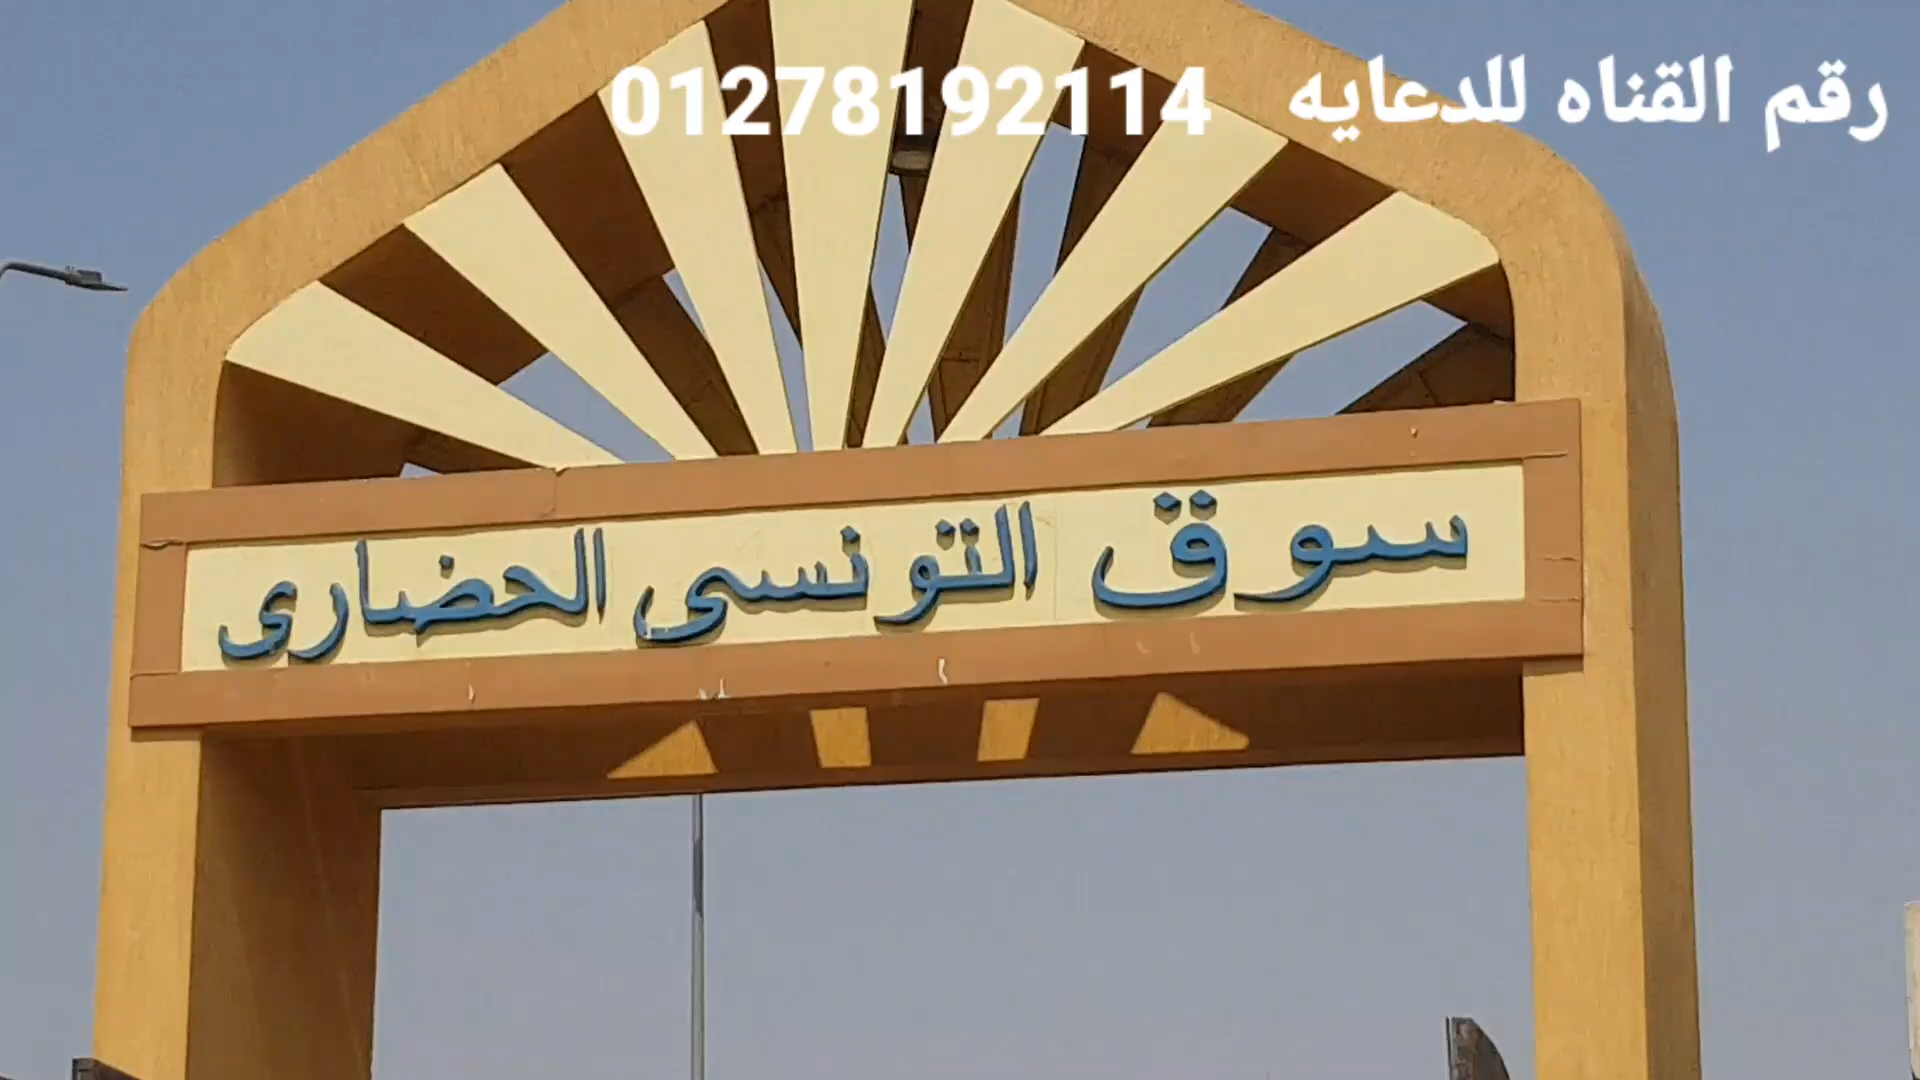 رقم القناه للدعايه 01278192114
سوق التونسى الحضارى